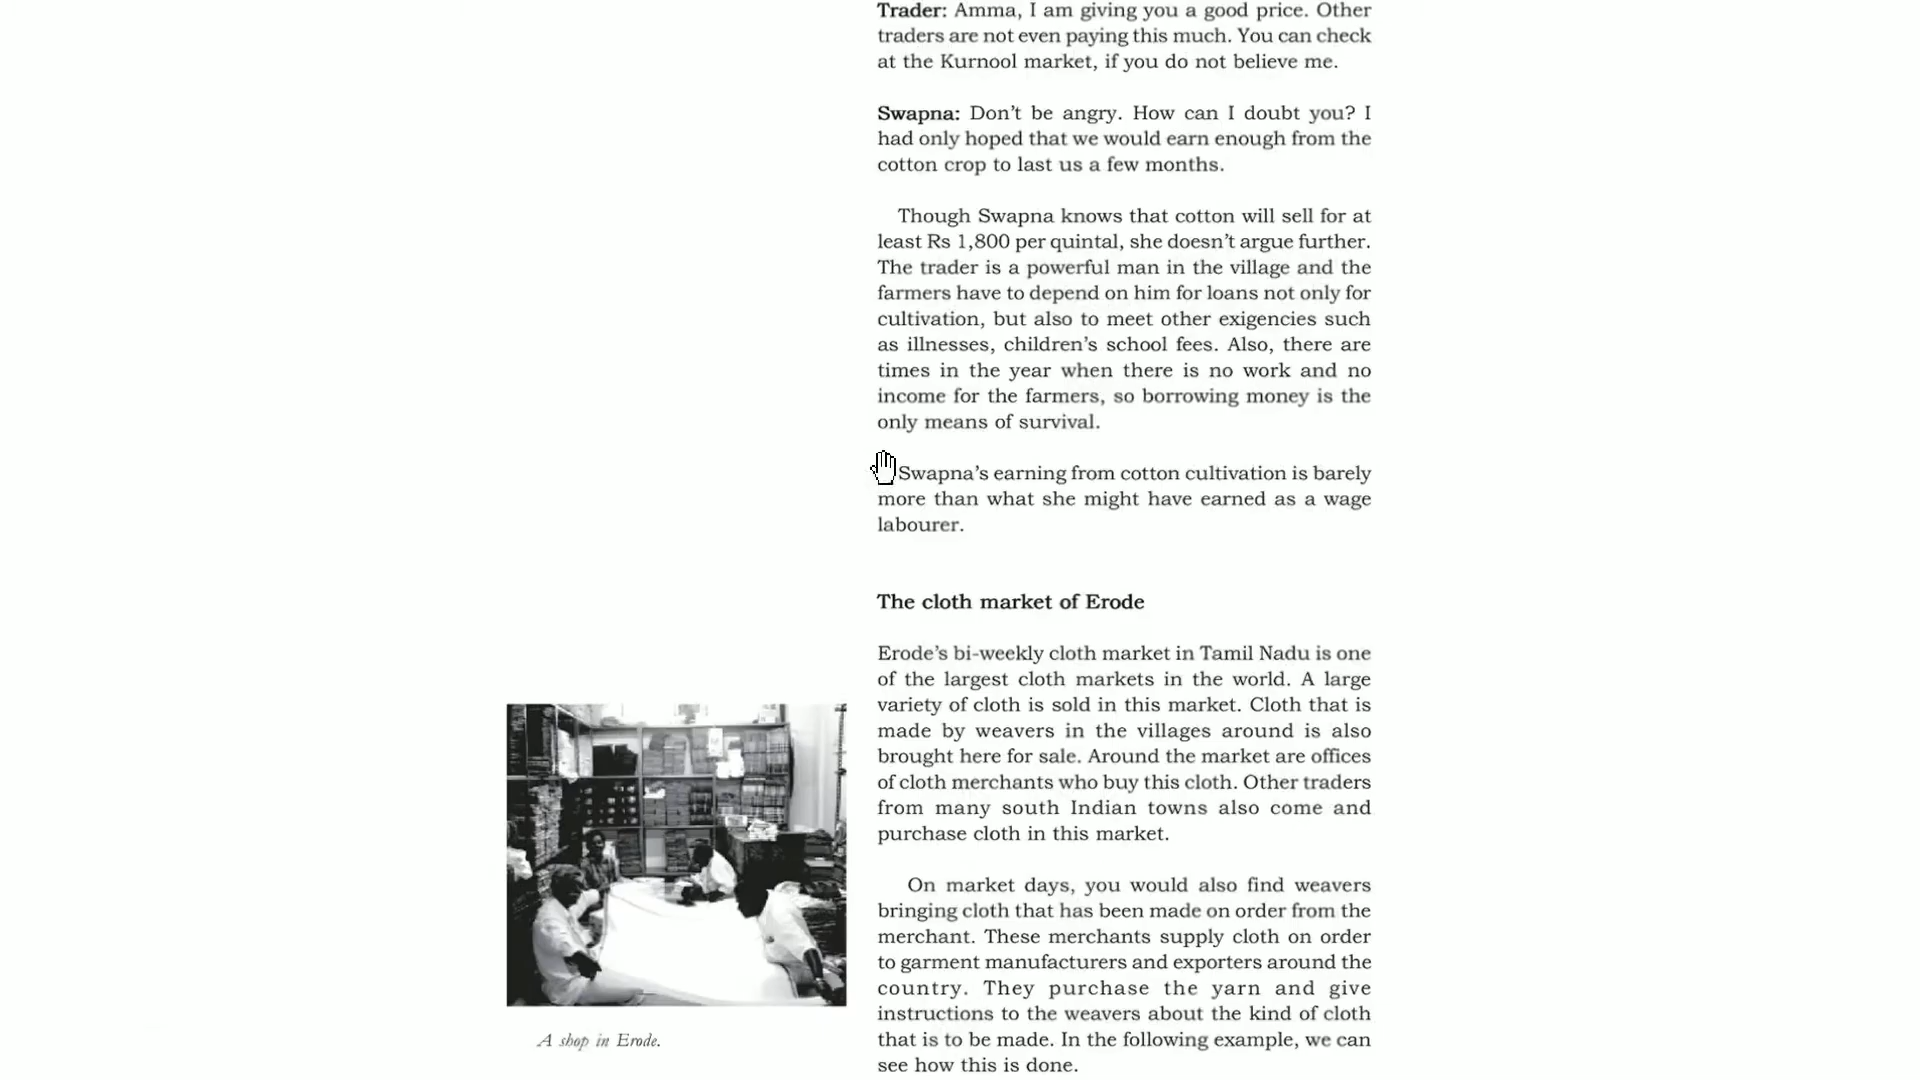 Trader: Amma, I am giving you a good price. Other
traders are not even paying this much. You can check
at the Kurnool market, if you do not believe me.
Swapna: Don't be angry. How can I doubt you? I
had only hoped that we would earn enough from the
cotton crop to last us a few months.
Though Swapna knows that cotton will sell for at
least Rs 1,800 per quintal, she doesn't argue further.
The trader is a powerful man in the village and the
farmers have to depend on him for loans not only for
cultivation, but also to meet other exigencies such
as illnesses, children's school fees. Also, there are
times in the year when there is no work and no
income for the farmers, so borrowing money is the
only means of survival.
Swapna's earning from cotton cultivation is barely
more than what she might have earned as a wage
labourer.
The cloth market of Erode
Erode's bi-weekly cloth market in Tamil Nadu is one
of the largest cloth markets in the world. A large
variety of cloth is sold in this market. Cloth that is
made by weavers in the villages around is also
brought here for sale. Around the market are offices
of cloth merchants who buy this cloth. Other traders
from many south Indian towns also come and
purchase cloth in this market.
On market days, you would also find weavers
bringing cloth that has been made on order from the
merchant. These merchants supply cloth on order
to garment manufacturers and exporters around the
country. They purchase the yarn and give
instructions to the weavers about the kind of cloth
that is to be made. In the following example, we can
see how this is done.
A shop in Erode.